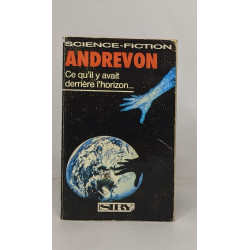 SCIENCE-FICTION
ANDREVON
Ce qu'il y avait
derrière l'horizon...
SIRY